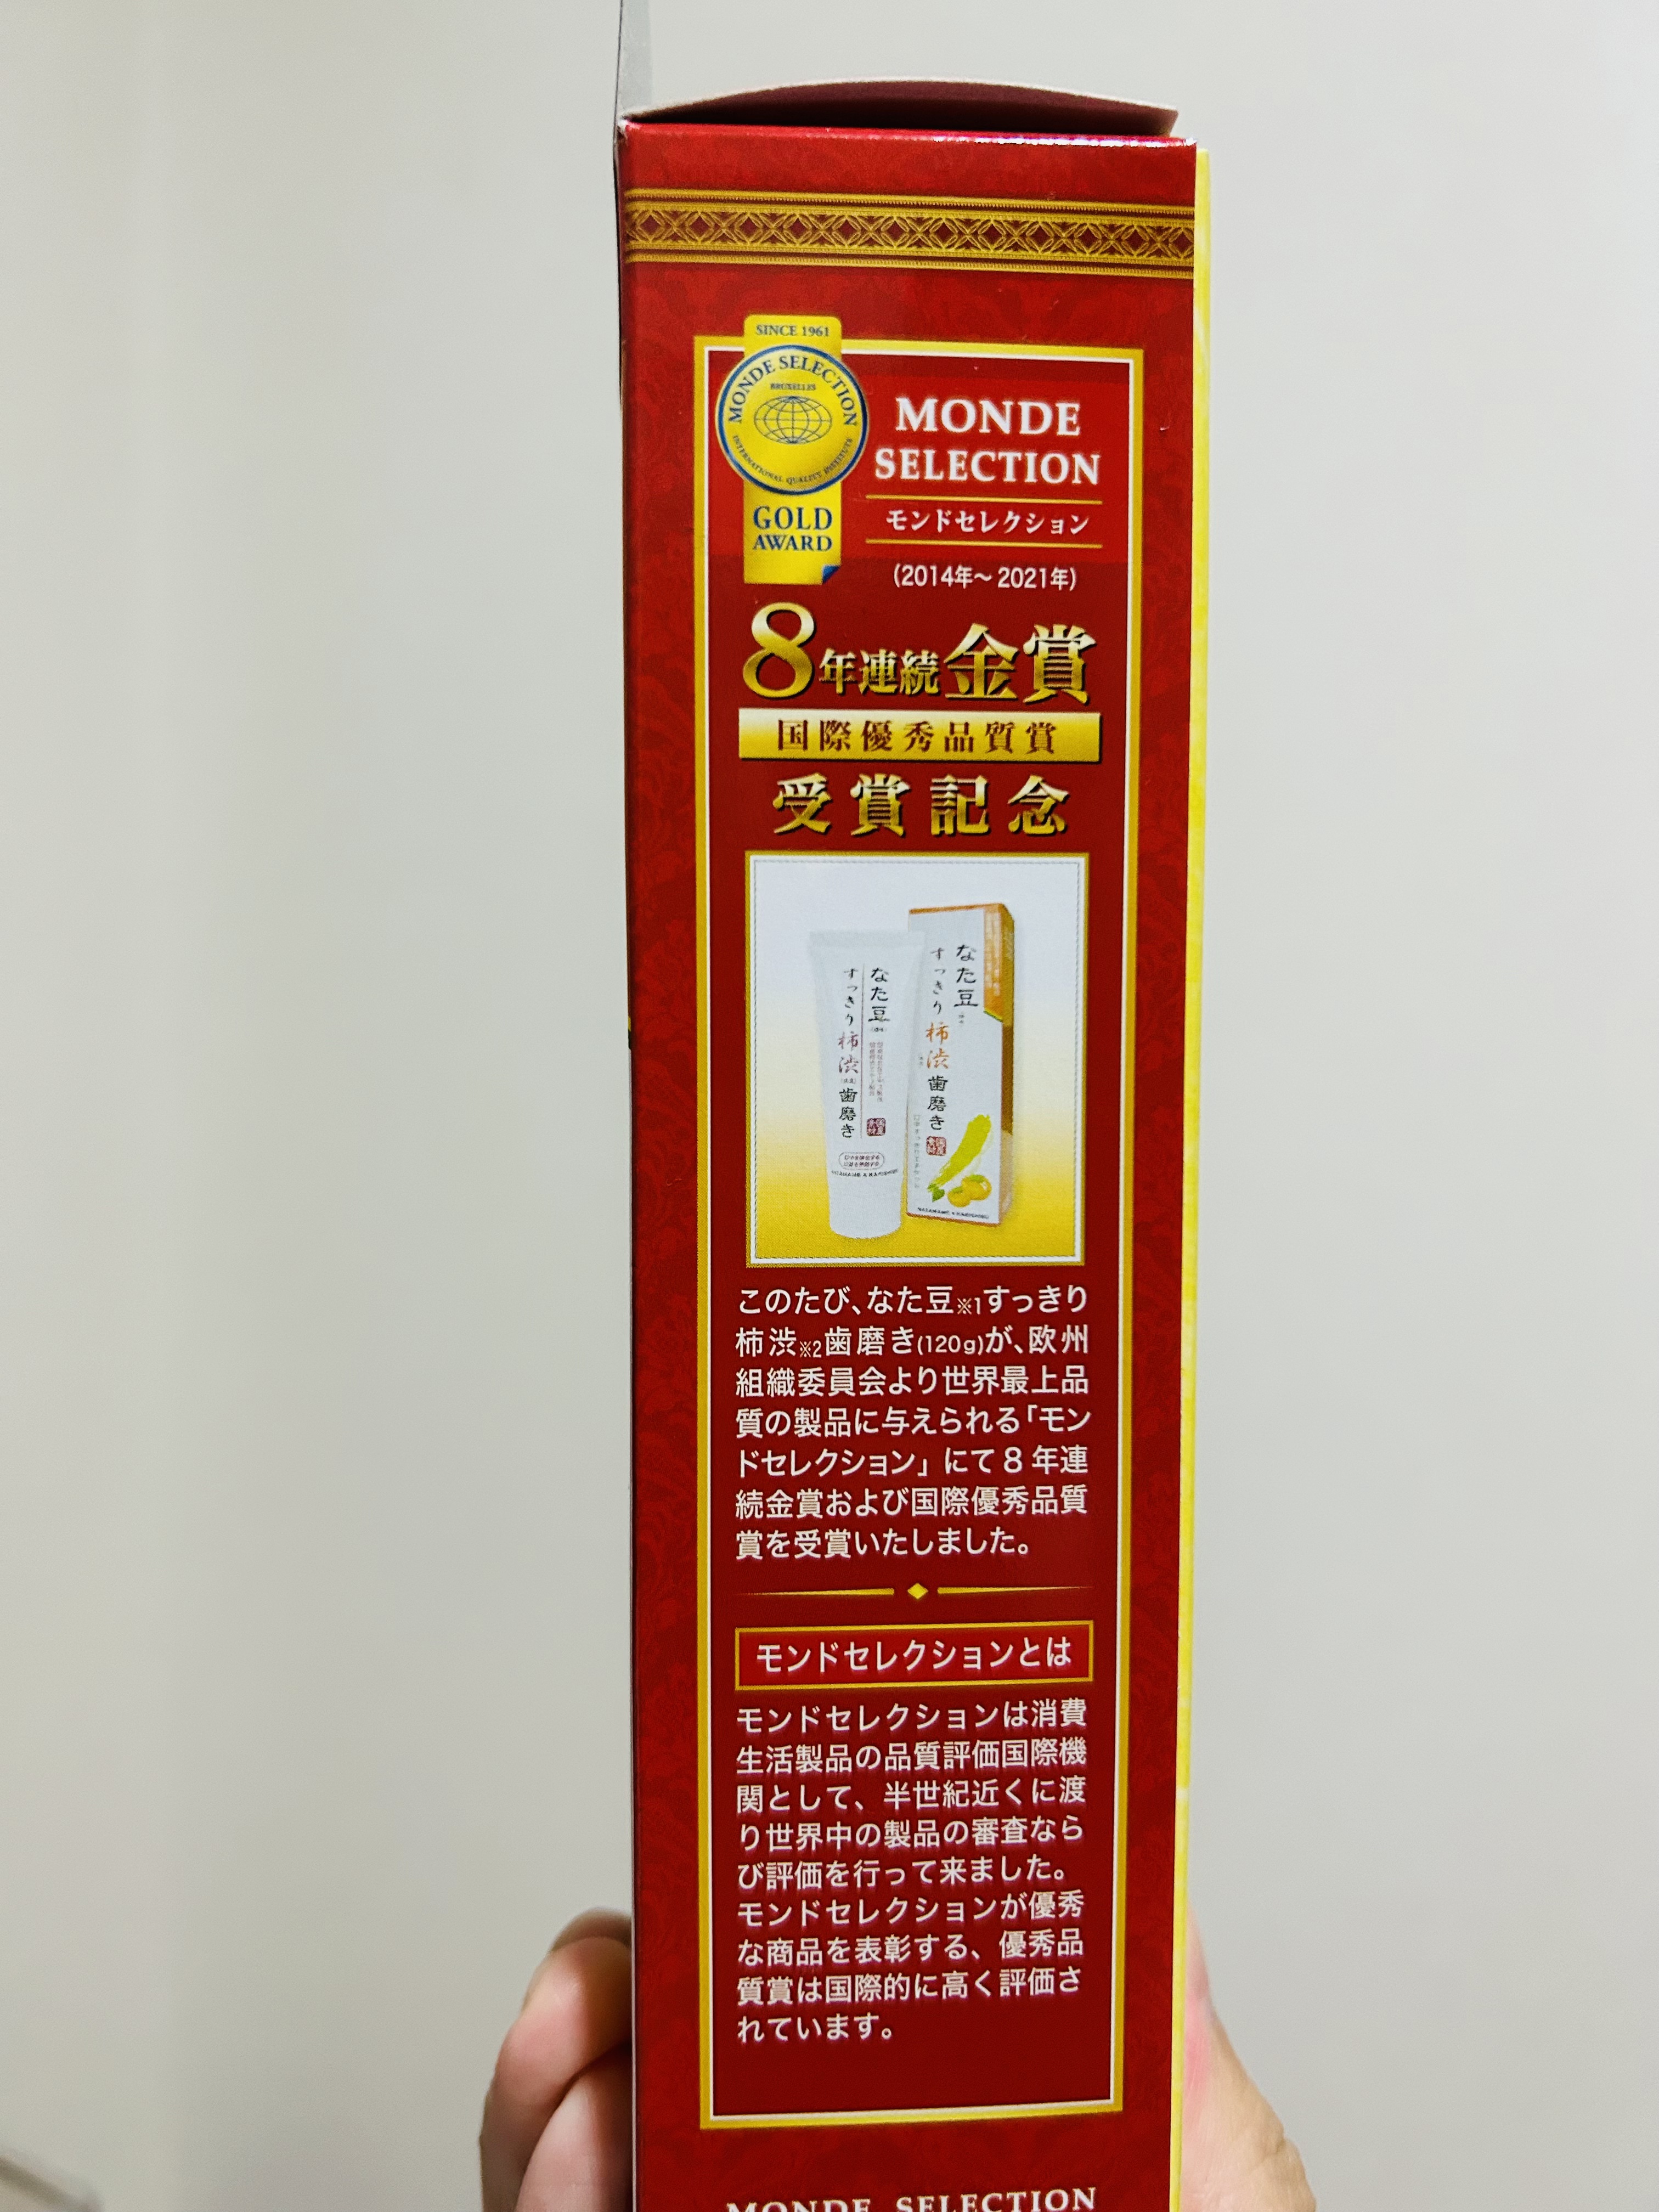 SINCE 1961
MONDE SELECTION
BRUXELLES
INTERNATIONAL QUALITY INSTITUTE
GOLD
AWARD
MONDE
SELECTION
モンドセレクション
(2014年〜2021年)
8年連続金賞
国際優秀品質賞
受賞記念
なた豆
すっきり柿渋歯磨き
なた豆
すっきり柿渋歯磨き
このたび、なた豆※1すっきり
柿渋※2歯磨き(120g)が、欧州
組織委員会より世界最上品
質の製品に与えられる「モン
ドセレクション」にて8年連
続金賞および国際優秀品質
賞を受賞いたしました。
モンドセレクションとは
モンドセレクションは消費
生活製品の品質評価国際機
関として、半世紀近くに渡
り世界中の製品の審査なら
び評価を行って来ました。
モンドセレクションが優秀
な商品を表彰する、優秀品
質賞は国際的に高く評価さ
れています。
MONDE SELECTION